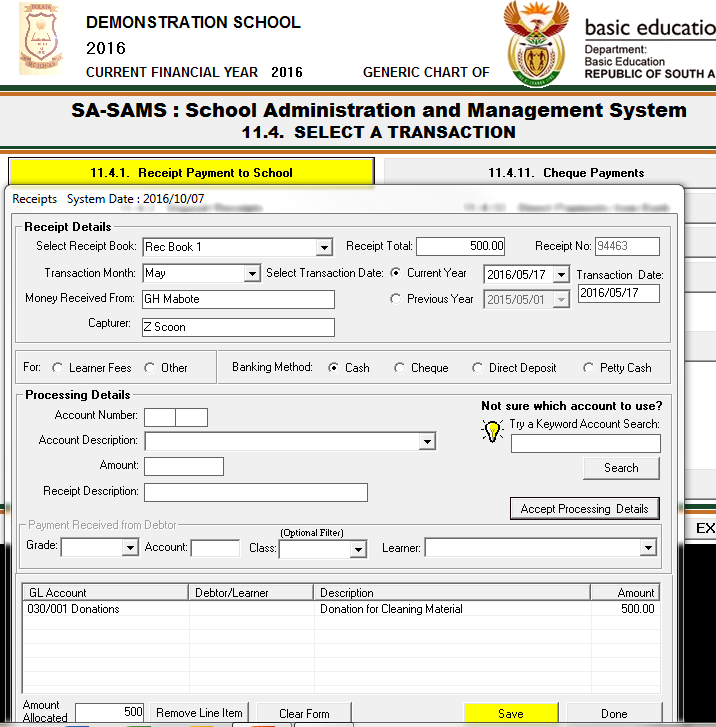 DEMONSTRATION SCHOOL
2016
CURRENT FINANCIAL YEAR 2016 GENERIC CHART OF
basic educatio
Department:
Basic Education
REPUBLIC OF SOUTH A
SA-SAMS : School Administration and Management System
11.4. SELECT A TRANSACTION
11.4.1. Receipt Payment to School 11.4.11. Cheque Payments
Receipts System Date : 2016/10/07
Receipt Details
Select Receipt Book: Rec Book 1 Receipt Total: 500.00 Receipt No: 94463
Transaction Month: May Select Transaction Date: Current Year 2016/05/17 Transaction Date:
Money Received From: GH Mabote Previous Year 2015/05/01 2016/05/17
Capturer: Z Scoon
For: Learner Fees Other Banking Method: Cash Cheque Direct Deposit Petty Cash
Processing Details
Account Number:
Not sure which account to use?
Try a Keyword Account Search:
Account Description:
Amount: Search
Receipt Description:
Accept Processing Details
Payment Received from Debtor
(Optional Filter)
Grade: Account: Class: Learner:
EX
GL Account Debtor/Learner Description Amount
030/001 Donations Donation for Cleaning Material 500.00
Amount Allocated 500 Remove Line Item Clear Form Save Done